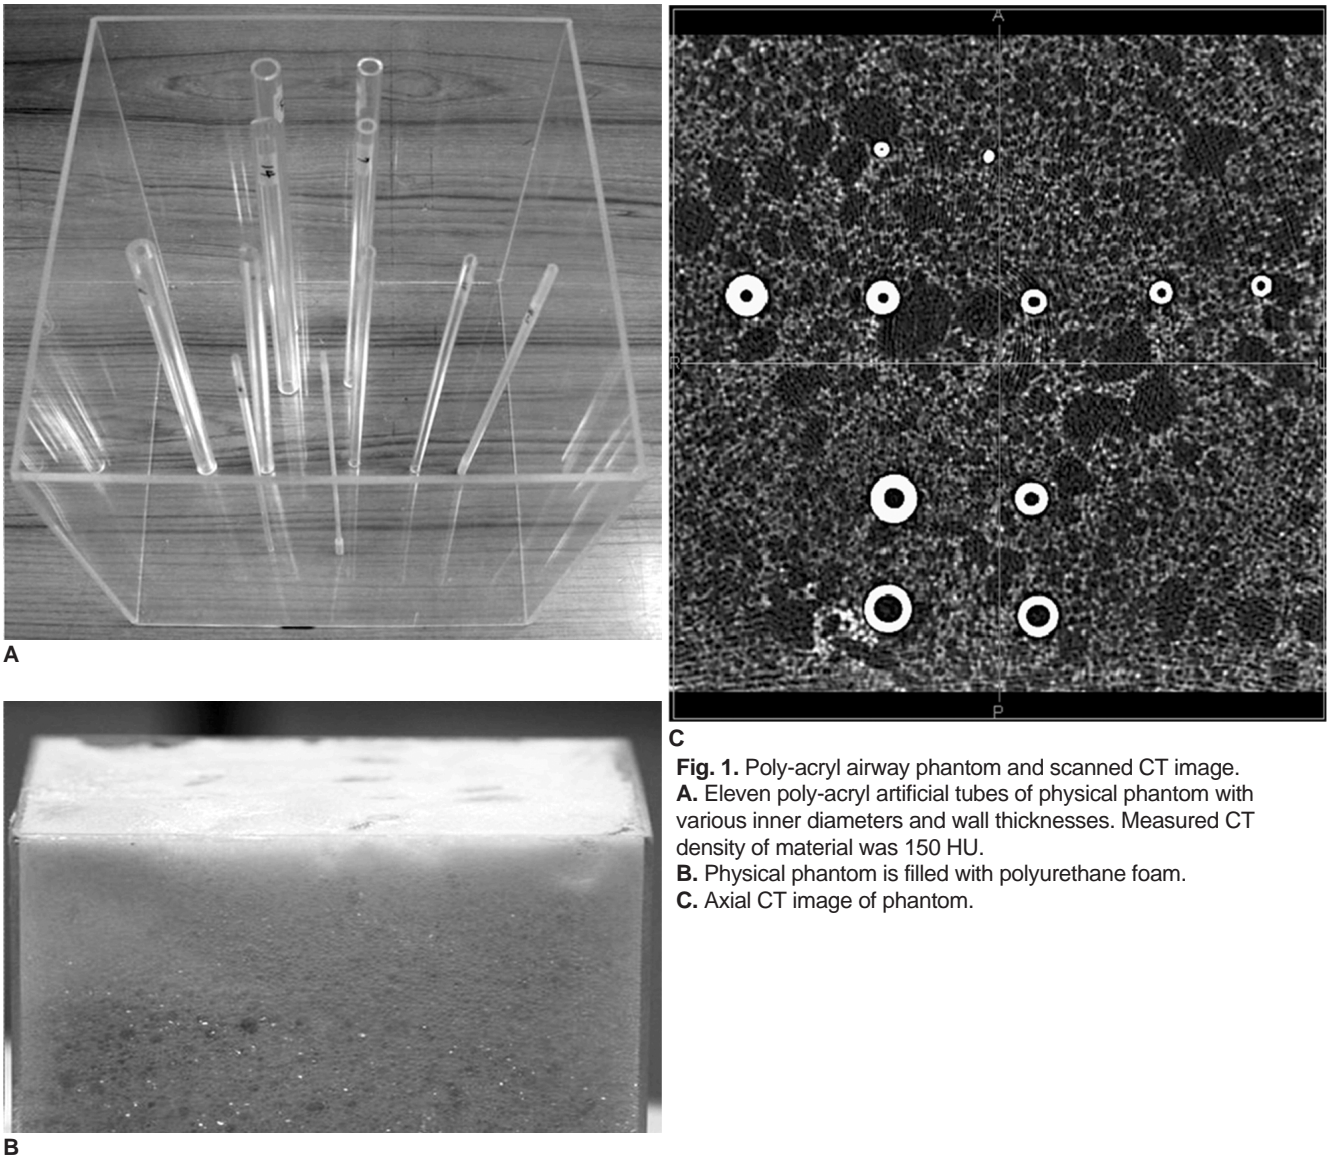 A
P
A
B
C
Fig. 1. Poly-acryl airway phantom and scanned CT image.
A. Eleven poly-acryl artificial tubes of physical phantom with
various inner diameters and wall thicknesses. Measured CT
density of material was 150 HU.
B. Physical phantom is filled with polyurethane foam.
C. Axial CT image of phantom.